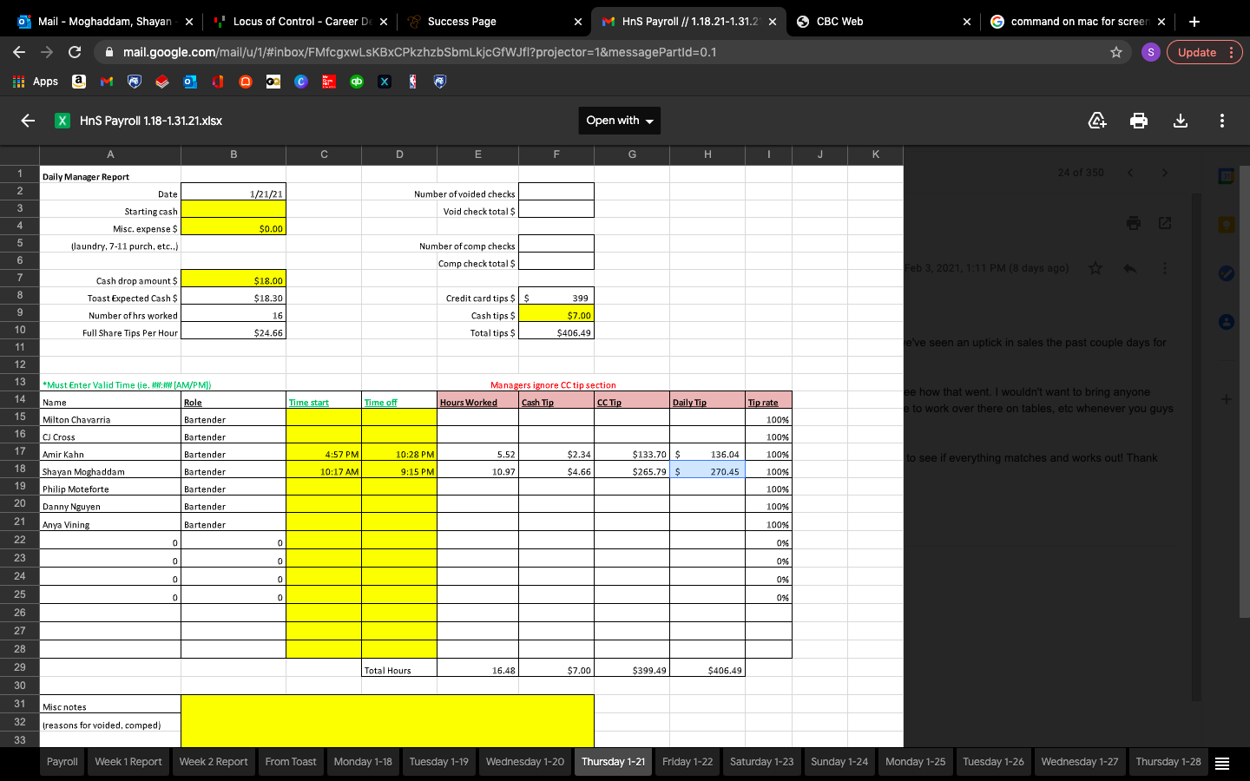 Mail - Moghaddam, Shayan - Locus of Control - Career De Success Page HnS Payroll // 1.18.21-1.31.2 CBC Web command on mac for screen
mail.google.com/mail/u/1/#inbox/FMfcgxwLsKBxCPkzhzbSbmLkjcGfWJfl?projector=1&messagePartId=0.1 S Update
Apps
X HnS Payroll 1.18-1.31.21.xlsx Open with
A B C D E F G H I J K
1 Daily Manager Report 24 of 350
2 Date 1/21/21 Number of voided checks
3 Starting cash Void check total $
4 Misc. expense $ $0.00
5 (laundry, 7-11 purch, etc..) Number of comp checks
6 Comp check total $
7 Cash drop amount $ $18.00 Feb 3, 2021, 1:11 PM (8 days ago)
8 Toast Expected Cash $ $18.30 Credit card tips $ $ 399
9 Number of hrs worked 16 Cash tips $ $7.00
10 Full Share Tips Per Hour $24.66 Total tips $ $406.49
11 e've seen an uptick in sales the past couple days for
12
13 *Must Enter Valid Time (ie. ##:## [AM/PM]) Managers ignore CC tip section
14 Name Role Time start Time off Hours Worked Cash Tip CC Tip Daily Tip Tip rate ee how that went. I wouldn't want to bring anyone
15 Milton Chavarria Bartender 100% e to work over there on tables, etc whenever you guys
16 CJ Cross Bartender 100%
17 Amir Kahn Bartender 4:57 PM 10:28 PM 5.52 $2.34 $133.70 $ 136.04 100% to see if everything matches and works out! Thank
18 Shayan Moghaddam Bartender 10:17 AM 9:15 PM 10.97 $4.66 $265.79 $ 270.45 100%
19 Philip Moteforte Bartender 100%
20 Danny Nguyen Bartender 100%
21 Anya Vining Bartender 100%
22 0 0 0%
23 0 0 0%
24 0 0 0%
25 0 0 0%
26
27
28
29 Total Hours 16.48 $7.00 $399.49 $406.49
30
31 Misc notes
32 (reasons for voided, comped)
33
Payroll Week 1 Report Week 2 Report From Toast Monday 1-18 Tuesday 1-19 Wednesday 1-20 Thursday 1-21 Friday 1-22 Saturday 1-23 Sunday 1-24 Monday 1-25 Tuesday 1-26 Wednesday 1-27 Thursday 1-28